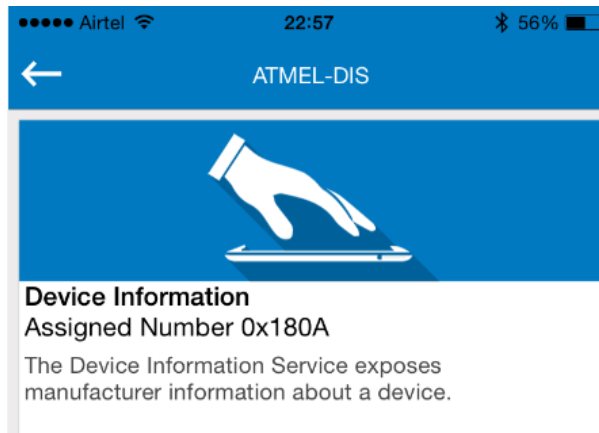 Airtel 22:57 56%
ATMEL-DIS
Device Information
Assigned Number 0x180A
The Device Information Service exposes
manufacturer information about a device.